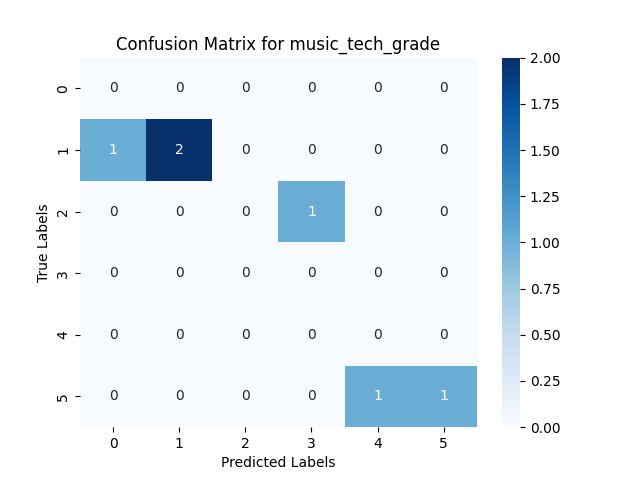 Confusion Matrix for music_tech_grade
0 0 0 0 0 0 0
1 1 2 0 0 0 0
2 0 0 0 1 0 0
3 0 0 0 0 0 0
4 0 0 0 0 0 0
5 0 0 0 0 1 1
0 1 2 3 4 5
Predicted Labels
True Labels
2.00
1.75
1.50
1.25
1.00
0.75
0.50
0.25
0.00